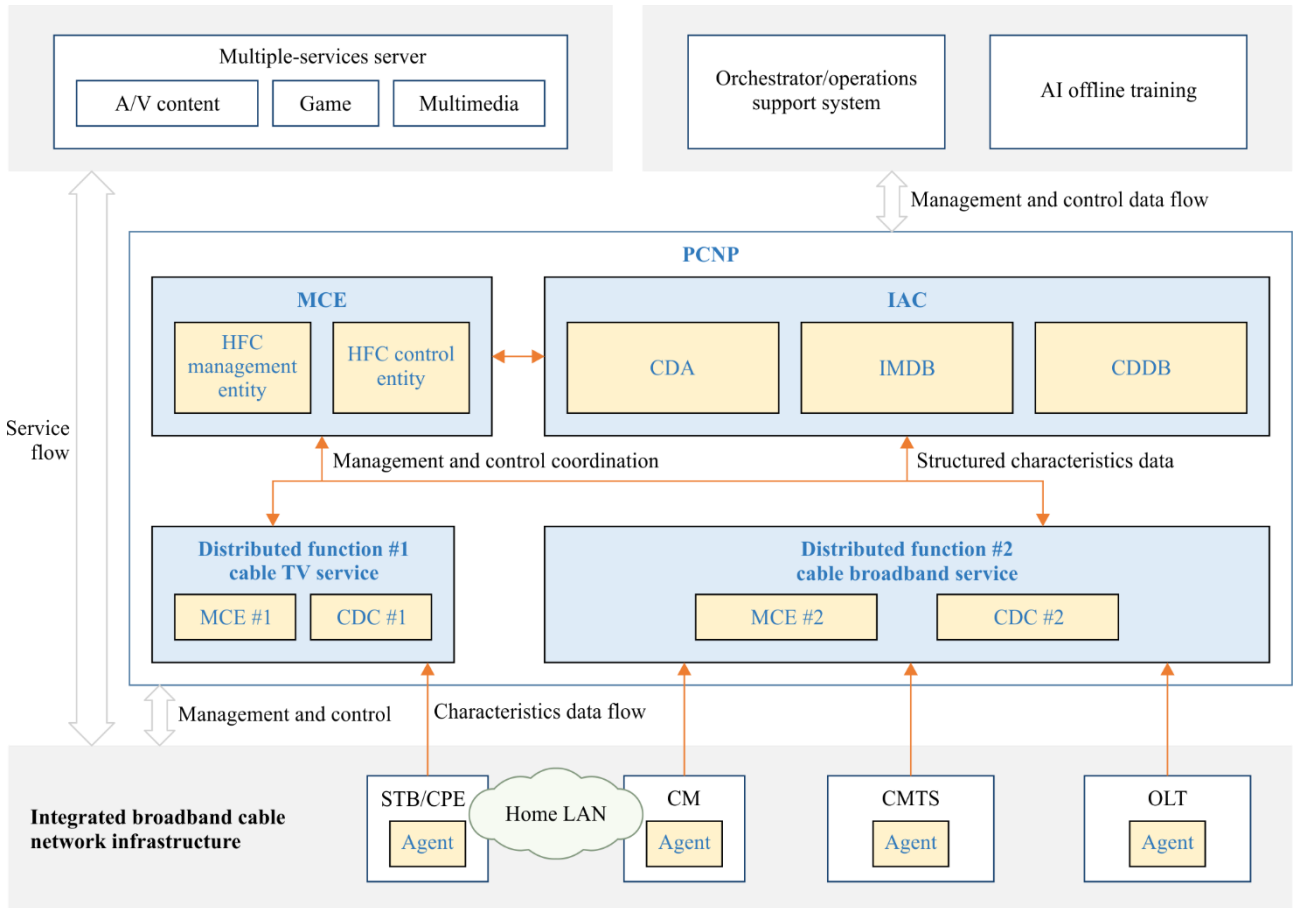 Multiple-services server
A/V content
Game
Multimedia
Orchestrator/operations
support system
AI offline training
Management and control data flow
PCNP
MCE
HFC
management
entity
HFC control
entity
IAC
CDA
IMDB
CDDB
Service
flow
Management and control coordination
Structured characteristics data
Distributed function #1
cable TV service
MCE #1
CDC #1
Distributed function #2
cable broadband service
MCE #2
CDC #2
Management and control
Characteristics data flow
Integrated broadband cable
network infrastructure
STB/CPE
Agent
Home LAN
CM
Agent
CMTS
Agent
OLT
Agent